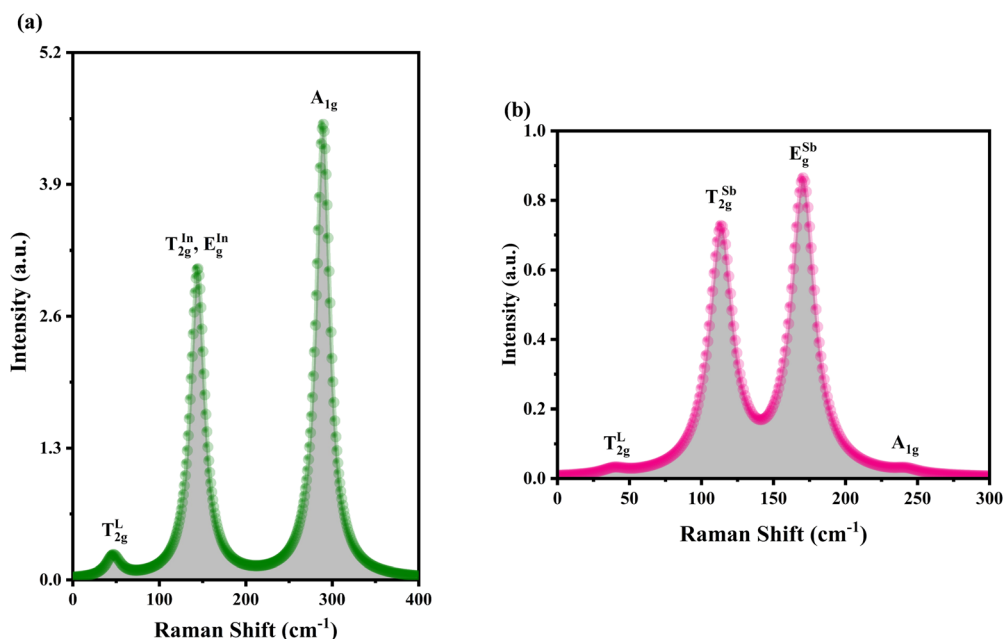 (a)
5.2
3.9
2.6
1.3
0.0
Intensity (a.u.)
T₂gᴸ
T₂gᴵⁿ, Egᴵⁿ
A₁g
0 100 200 300 400
Raman Shift (cm⁻¹)
(b)
1.0
0.8
0.6
0.4
0.2
0.0
Intensity (a.u.)
T₂gᴸ
T₂gˢᵇ
Egˢᵇ
A₁g
0 50 100 150 200 250 300
Raman Shift (cm⁻¹)